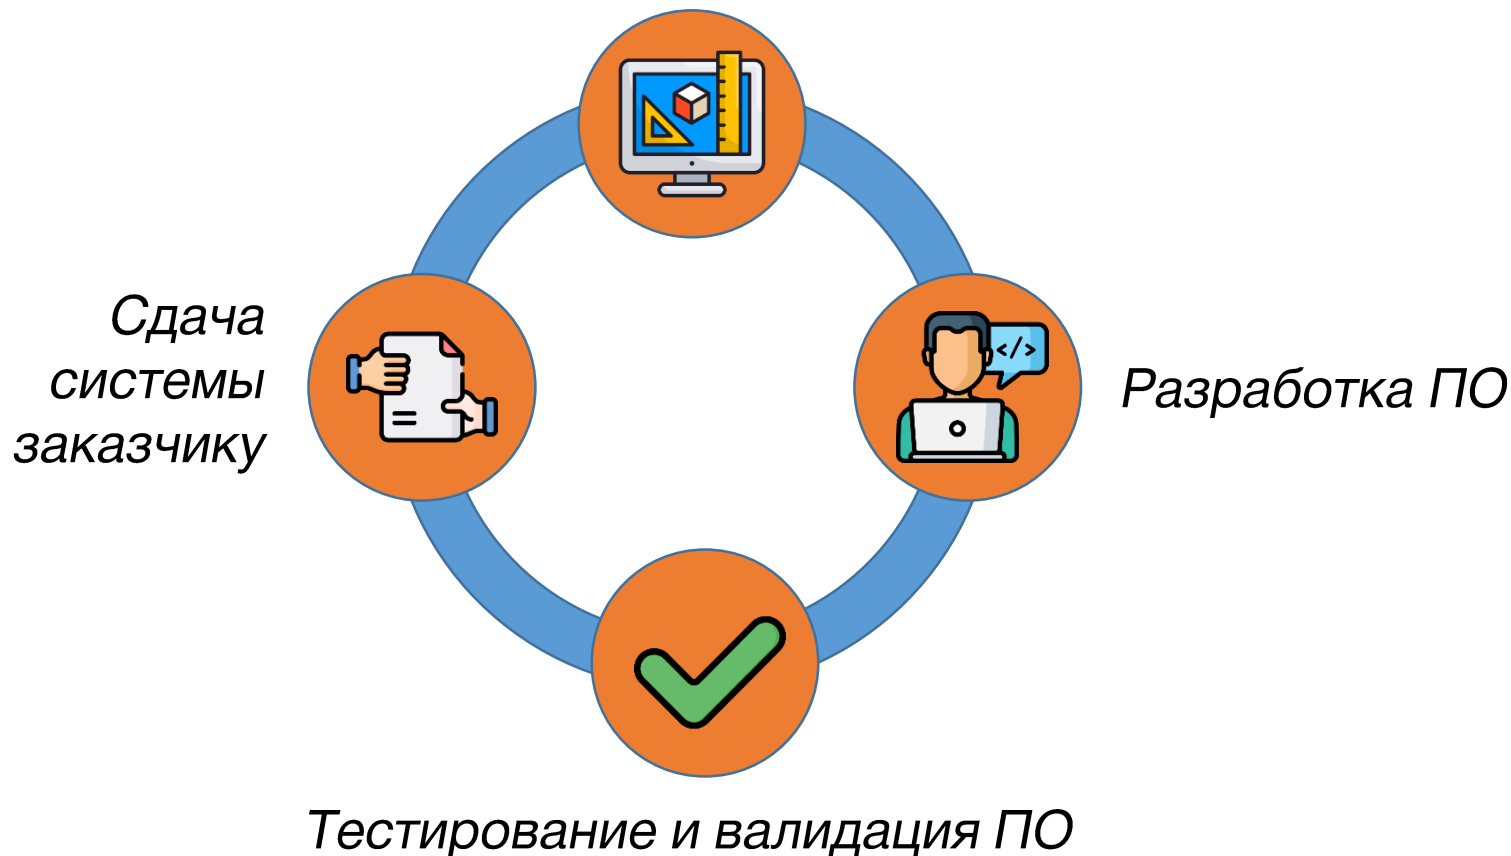 Сдача
системы
заказчику
</>
Разработка ПО
Тестирование и валидация ПО